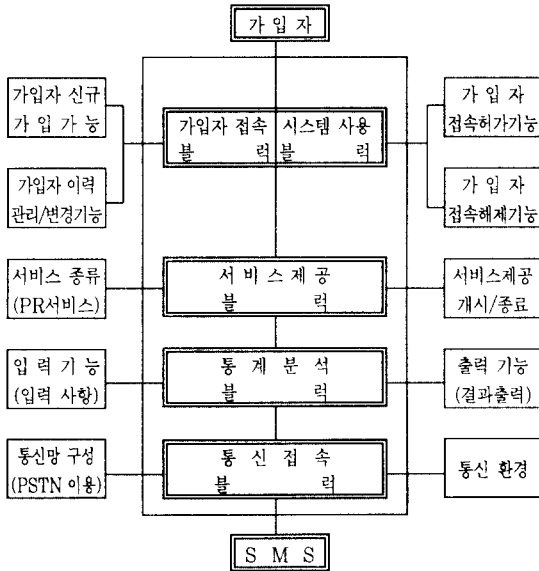 가 입 자
가입자 신규
가 입 가 능
가입자 접속 시스템 사용
블 럭 블 럭
가 입 자
접속허가기능
가입자 이력
관리/변경기능
가 입 자
접속해제기능
서비스 종류
(PR서비스)
서 비 스 제 공
블 럭
서비스제공
개시/종료
입 력 기 능
(입력 사항)
통 계 분 석
블 럭
출력 기능
(결과출력)
통신망 구성
(PSTN 이용)
통 신 접 속
블 럭
통신 환경
S M S